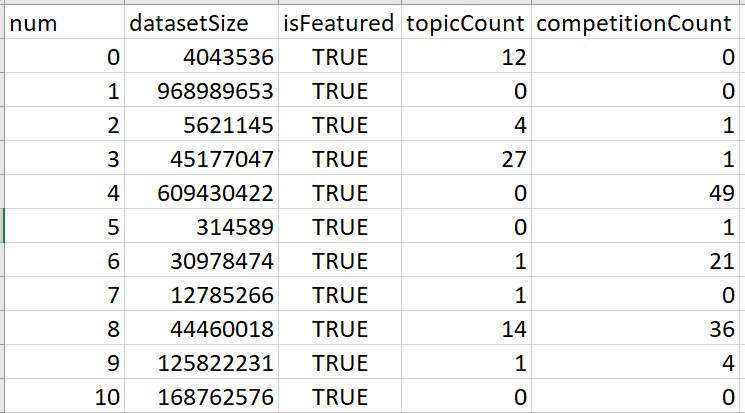 num datasetSize isFeatured topicCount competitionCount
0 4043536 TRUE 12 0
1 968989653 TRUE 0 0
2 5621145 TRUE 4 1
3 45177047 TRUE 27 1
4 609430422 TRUE 0 49
5 314589 TRUE 0 1
6 30978474 TRUE 1 21
7 12785266 TRUE 1 0
8 44460018 TRUE 14 36
9 125822231 TRUE 1 4
10 168762576 TRUE 0 0